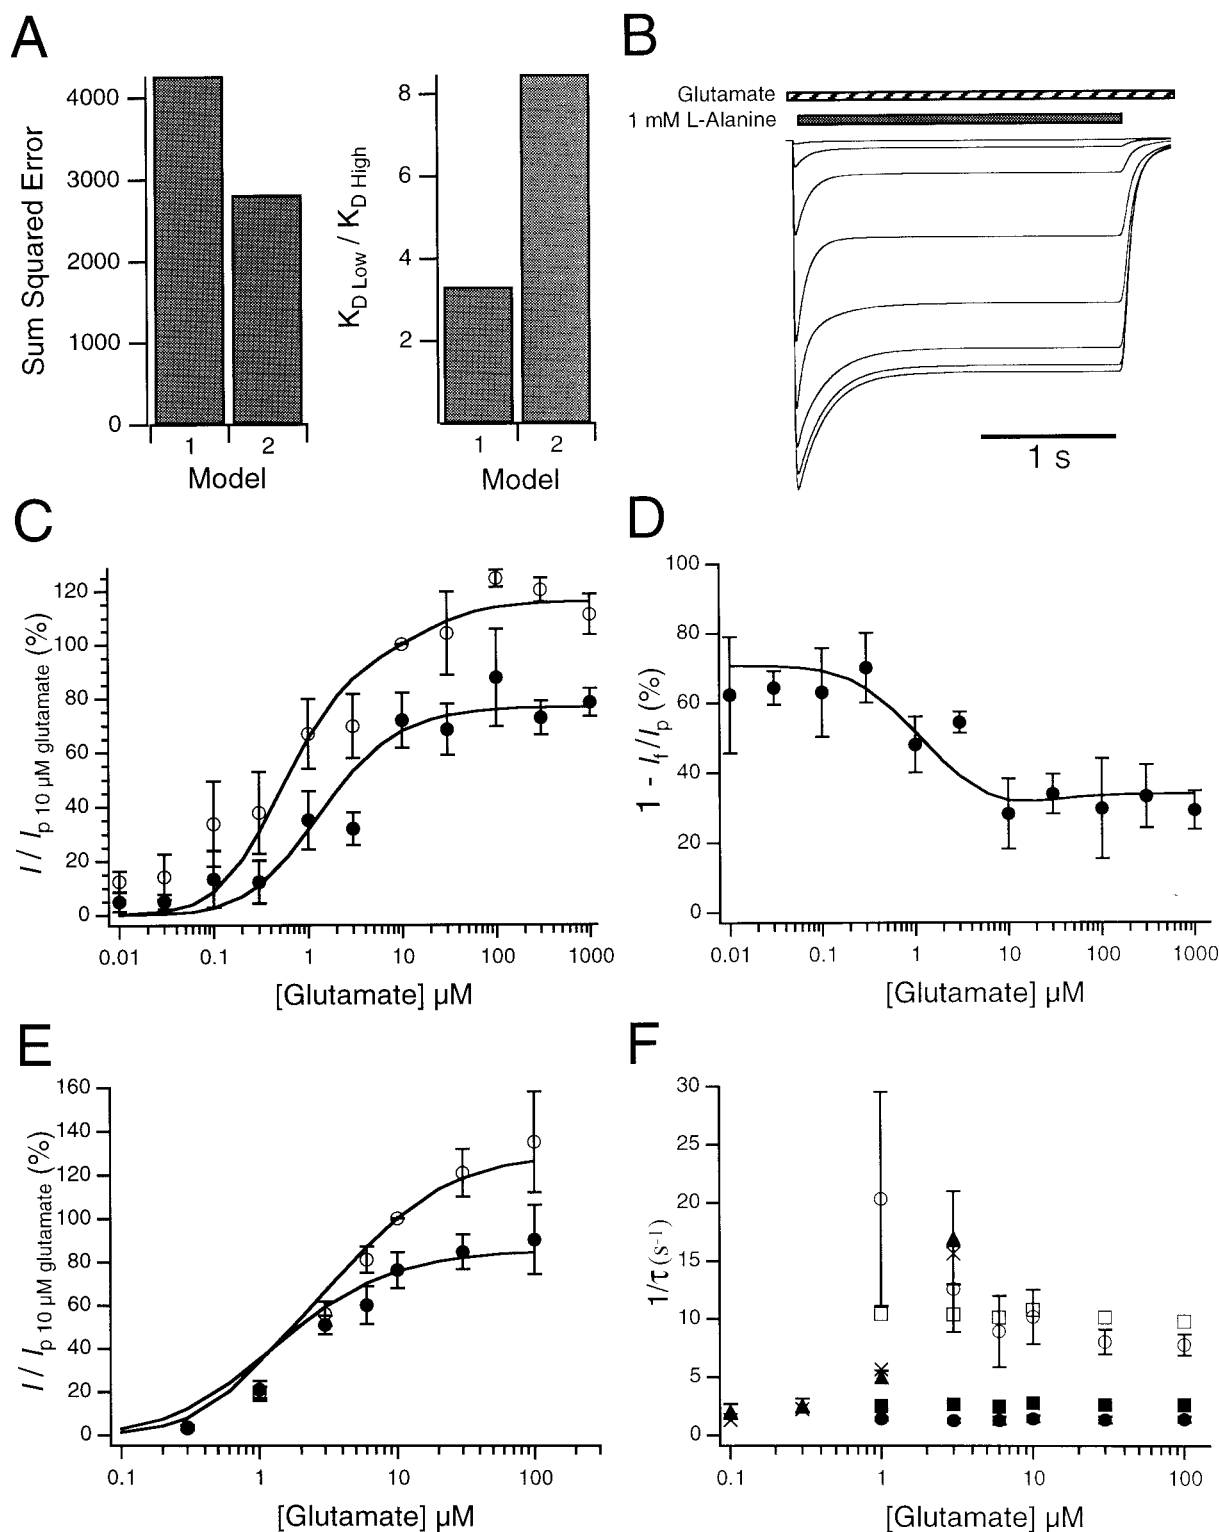 A
Sum Squared Error
4000
3000
2000
1000
0
1 2
Model
K_D Low / K_D High
8
6
4
2
1 2
Model
B
Glutamate
1 mM L-Alanine
1 s
C
I / I_p 10 µM glutamate (%)
120
100
80
60
40
20
0
0.01 0.1 1 10 100 1000
[Glutamate] µM
D
1 - I_f / I_p (%)
100
80
60
40
20
0
0.01 0.1 1 10 100 1000
[Glutamate] µM
E
I / I_p 10 µM glutamate (%)
160
140
120
100
80
60
40
20
0
0.1 1 10 100
[Glutamate] µM
F
1/τ (s⁻¹)
30
25
20
15
10
5
0
0.1 1 10 100
[Glutamate] µM